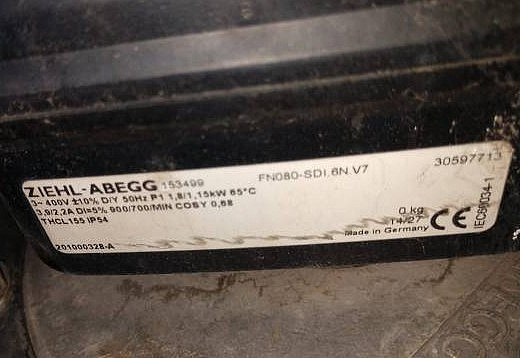 ZIEHL-ABEGG 153499 FN080-SDI.6N.V7 30597713
3~ 400V ±10% D/Y 50Hz P1 1,8/1,15kW 65°C
3,9/2,2A DI=5% 900/700/MIN COSY 0,68
THCL155 IP54
0 kg
14/27
CE
IEC60034-1
Made in Germany
201000328-A